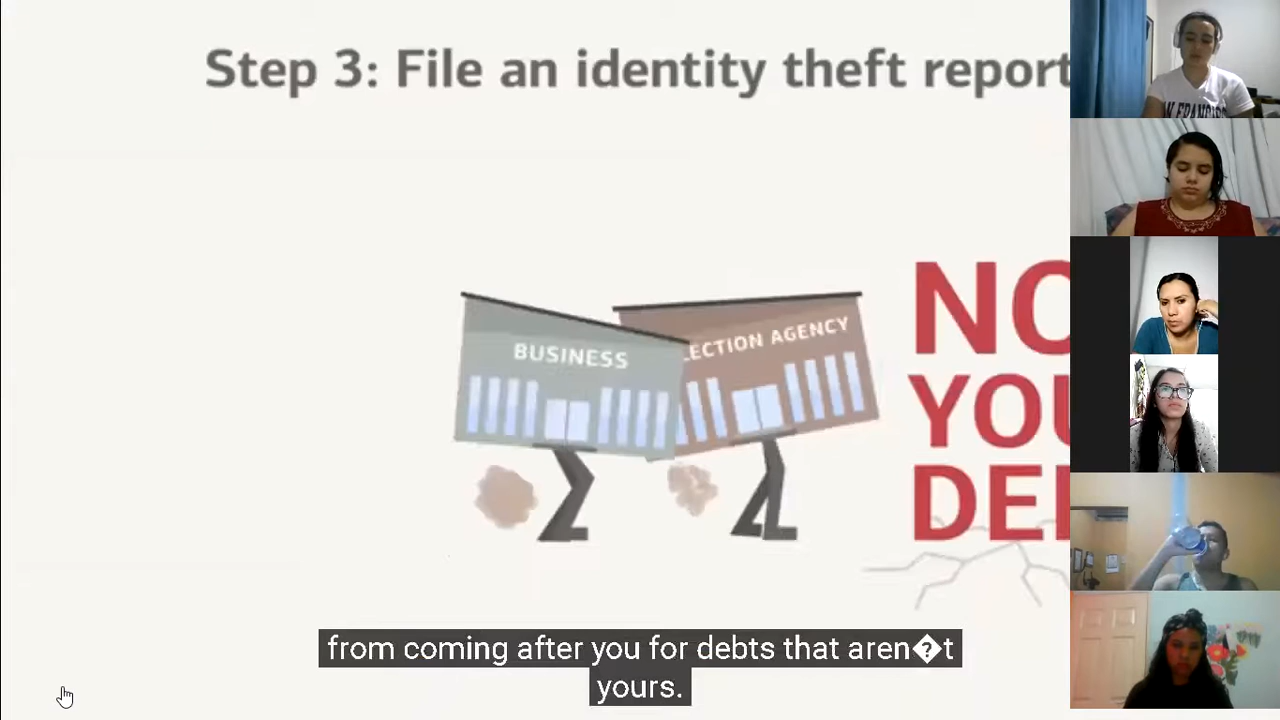 Step 3: File an identity theft report
NO
YOU
DE
BUSINESS
LECTION AGENCY
from coming after you for debts that aren�t
yours.